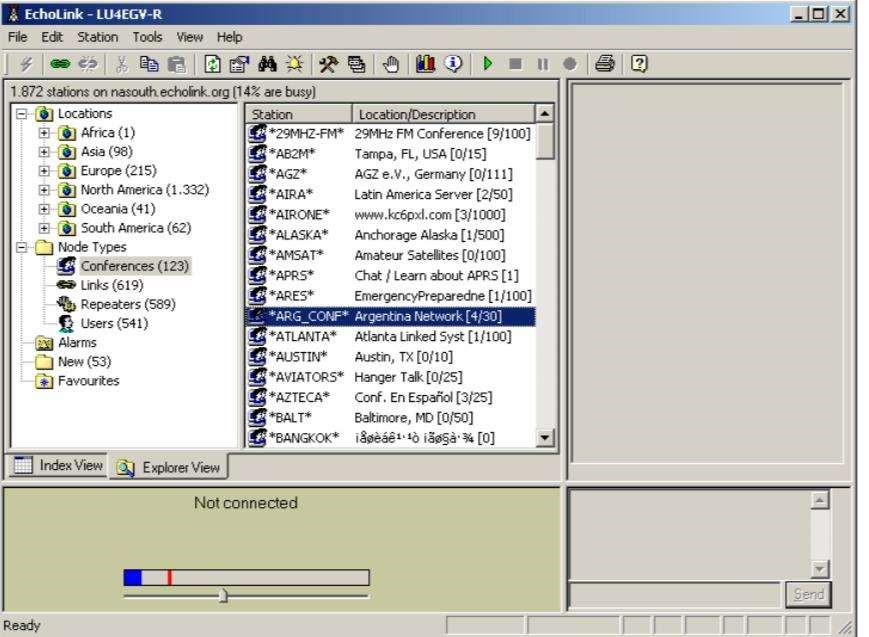 EchoLink - LU4EGY-R
File Edit Station Tools View Help
1.872 stations on nasouth.echolink.org (14% are busy)
Locations
Africa (1)
Asia (98)
Europe (215)
North America (1.332)
Oceania (41)
South America (62)
Node Types
Conferences (123)
Links (619)
Repeaters (589)
Users (541)
Alarms
New (53)
Favourites
Station Location/Description
*29MHZ-FM* 29MHz FM Conference [9/100]
*AB2M* Tampa, FL, USA [0/15]
*AGZ* AGZ e.V., Germany [0/111]
*AIRA* Latin America Server [2/50]
*AIRONE* www.kc6pxl.com [3/1000]
*ALASKA* Anchorage Alaska [1/500]
*AMSAT* Amateur Satellites [0/100]
*APRS* Chat / Learn about APRS [1]
*ARES* EmergencyPreparedne [1/100]
*ARG_CONF* Argentina Network [4/30]
*ATLANTA* Atlanta Linked Syst [1/100]
*AUSTIN* Austin, TX [0/10]
*AVIATORS* Hanger Talk [0/25]
*AZTECA* Conf. En Español [3/25]
*BALT* Baltimore, MD [0/50]
*BANGKOK* [0]
Index View Explorer View
Not connected
Send
Ready